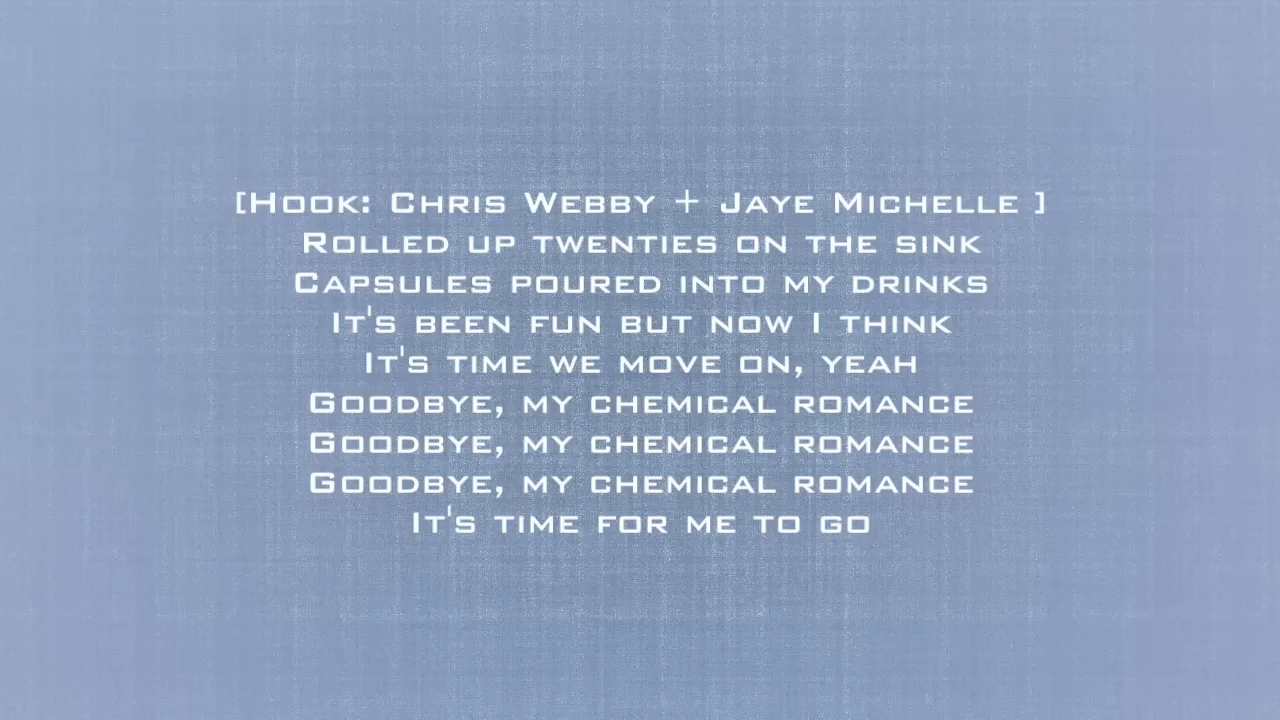 [Hook: Chris Webby + Jaye Michelle ]
Rolled up twenties on the sink
Capsules poured into my drinks
It's been fun but now I think
It's time we move on, yeah
Goodbye, my chemical romance
Goodbye, my chemical romance
Goodbye, my chemical romance
It's time for me to go